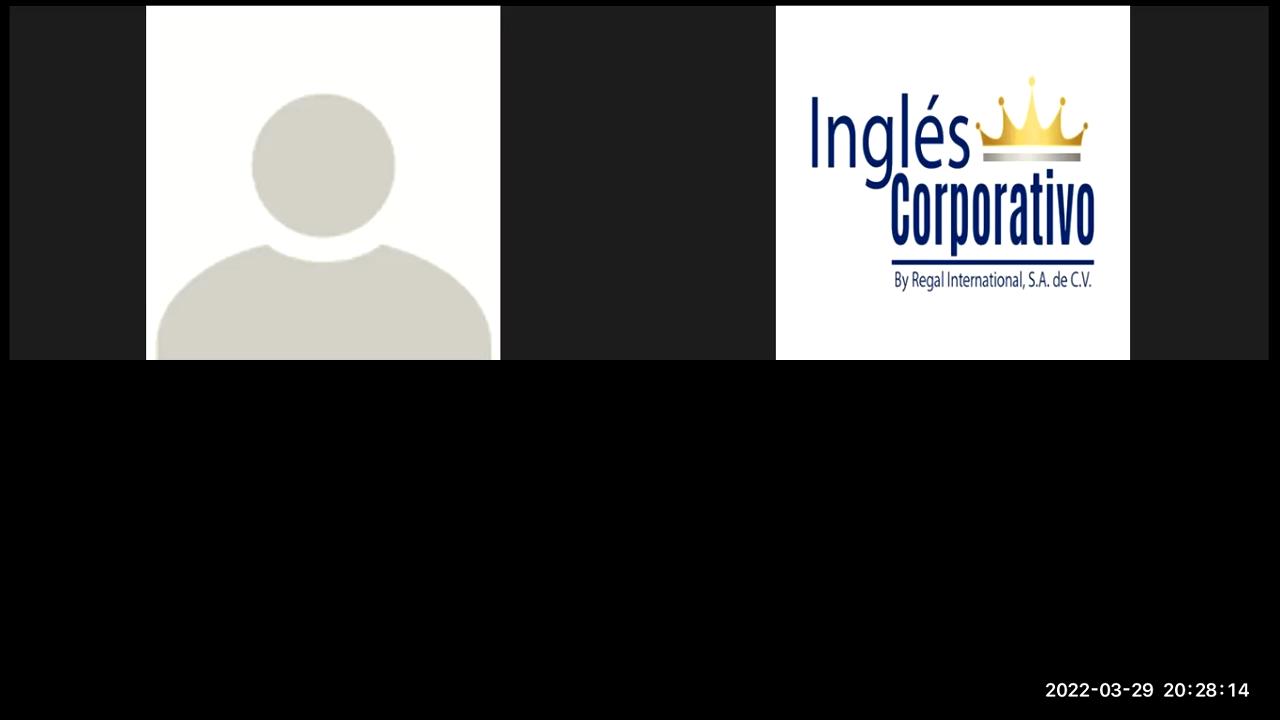 Inglés
Corporativo
By Regal International, S.A. de C.V.
2022-03-29 20:28:14